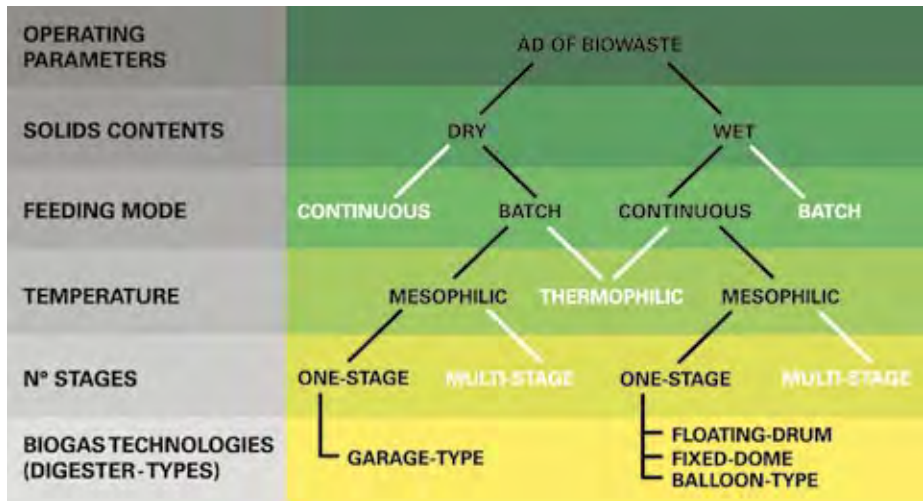 OPERATING
PARAMETERS
AD OF BIOWASTE
SOLIDS CONTENTS
DRY
WET
FEEDING MODE
CONTINUOUS
BATCH
CONTINUOUS
BATCH
TEMPERATURE
MESOPHILIC
THERMOPHILIC
MESOPHILIC
N° STAGES
ONE-STAGE
MULTI-STAGE
ONE-STAGE
MULTI-STAGE
BIOGAS TECHNOLOGIES
(DIGESTER-TYPES)
GARAGE-TYPE
FLOATING-DRUM
FIXED-DOME
BALLOON-TYPE